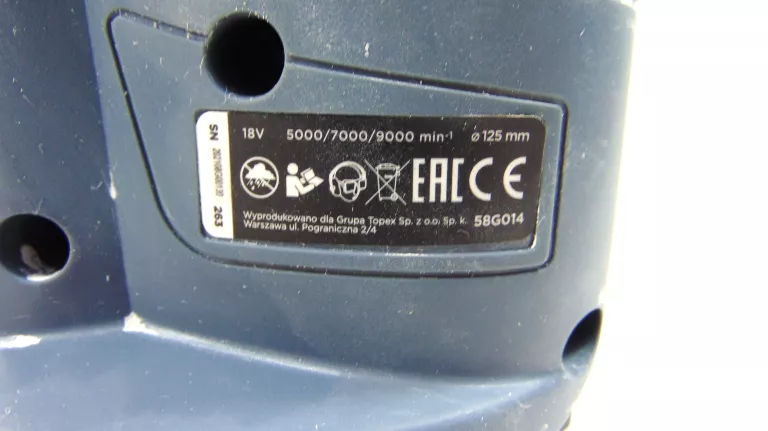 18V 5000/7000/9000 min⁻¹ ⌀125 mm
EAC CE
Wyprodukowano dla Grupa Topex Sp. z o.o. Sp. k. 58G014
Warszawa ul. Pograniczna 2/4
SN 263